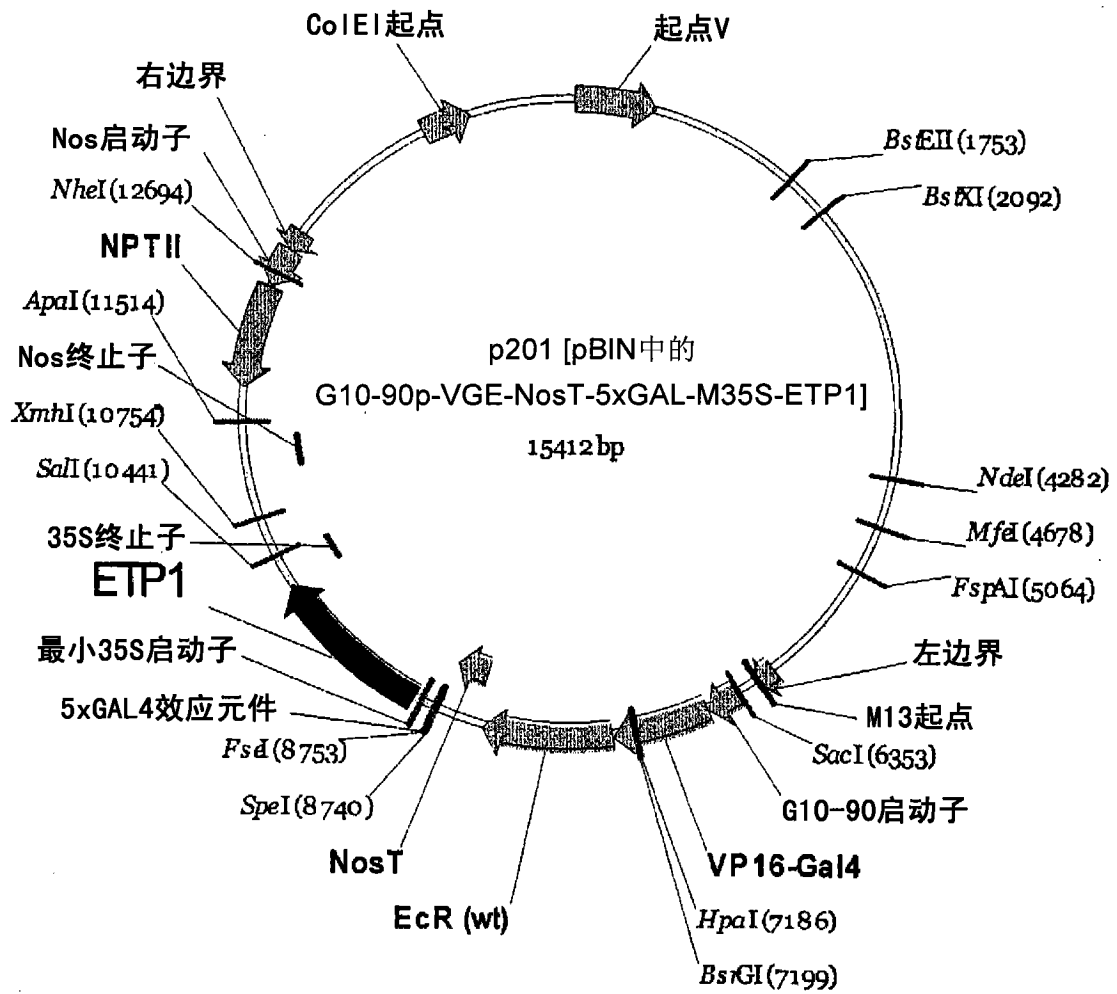 ColEI起点
起点V
右边界
Nos启动子
NheI(12694)
NPTII
ApaI(11514)
Nos终止子
XmhI(10754)
SalI(10441)
35S终止子
ETP1
最小35S启动子
5xGAL4效应元件
FseI(8753)
SpeI(8740)
NosT
EcR (wt)
BstEII(1753)
BstXI(2092)
p201 [pBIN中的
G10-90p-VGE-NosT-5xGAL-M35S-ETP1]
15412bp
NdeI(4282)
MfeI(4678)
FspAI(5064)
左边界
M13起点
SacI(6353)
G10-90启动子
VP16-Gal4
HpaI(7186)
BsrGI(7199)